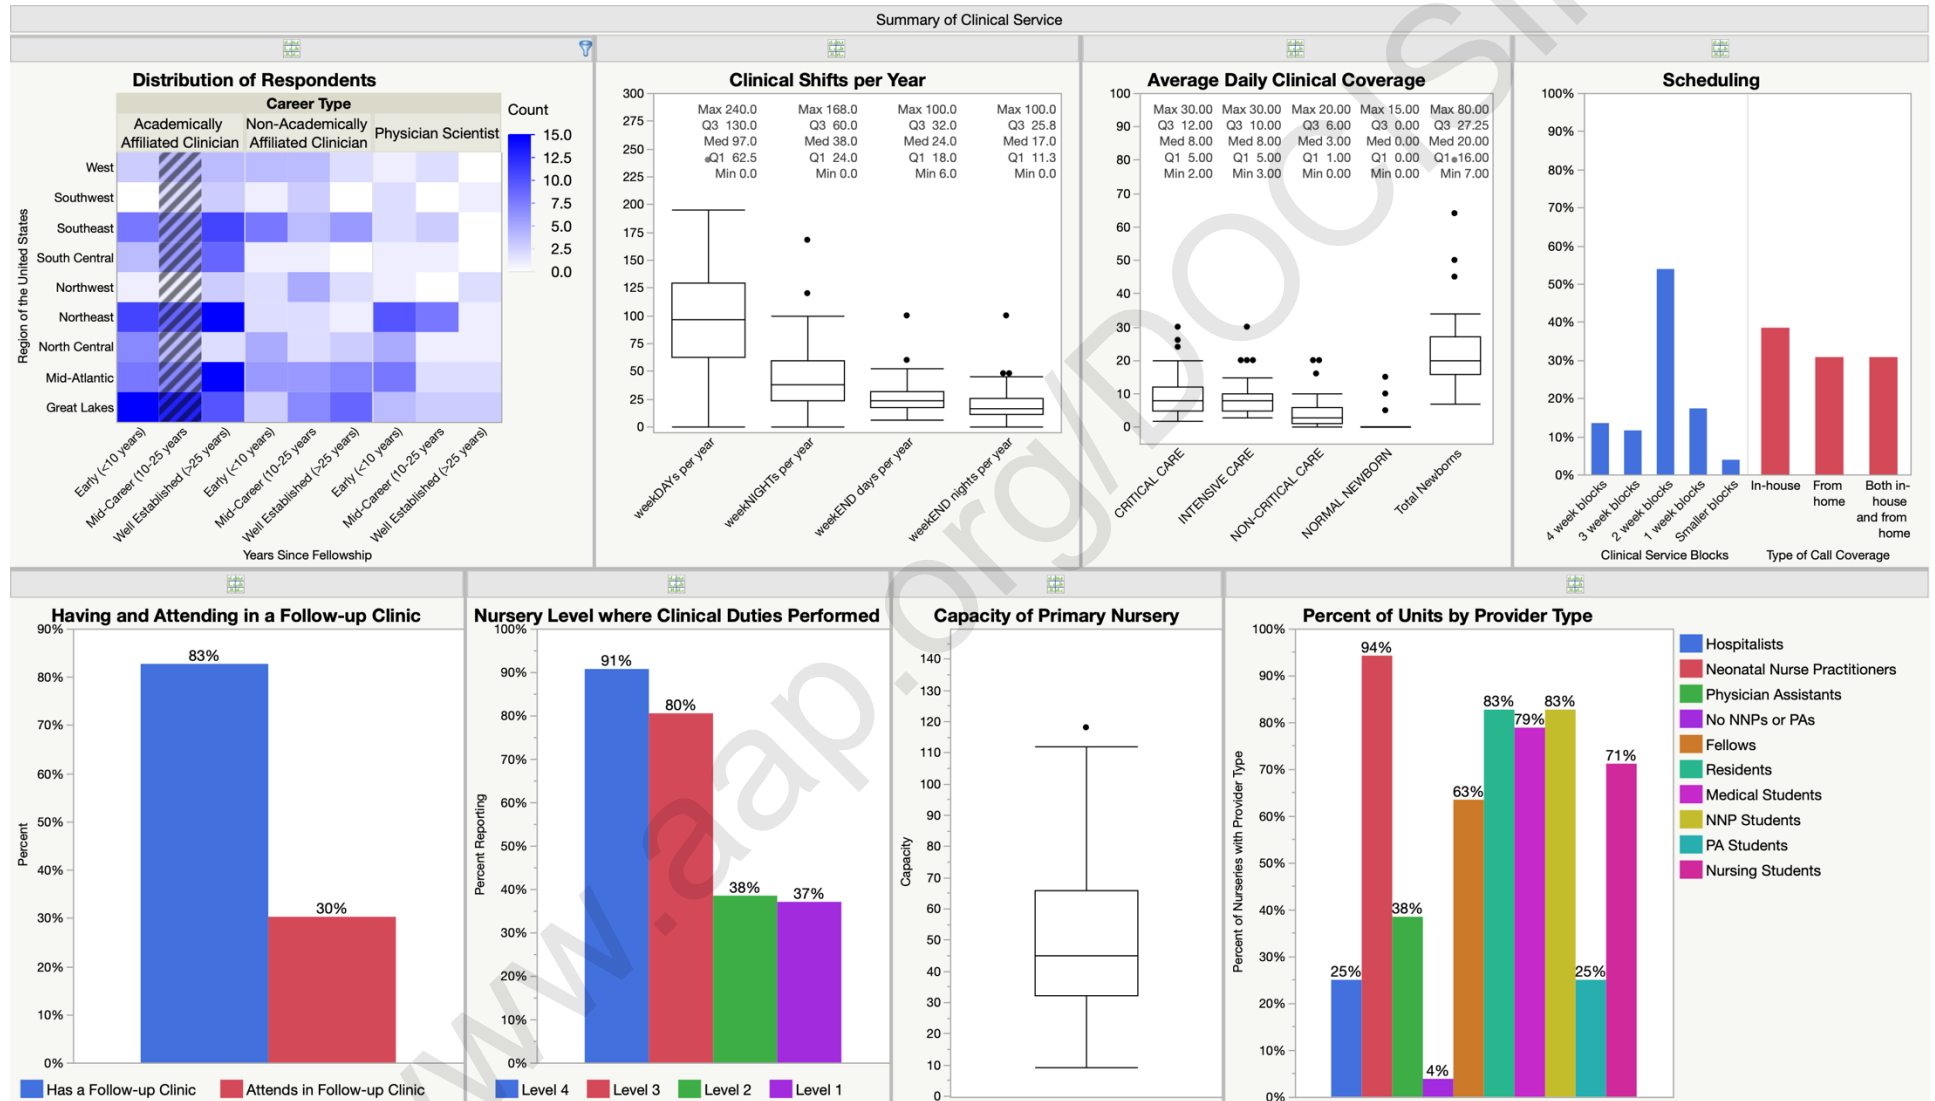 Summary of Clinical Service
Distribution of Respondents
Career Type
Academically Affiliated Clinician
Non-Academically Affiliated Clinician
Physician Scientist
Count
15.0
12.5
10.0
7.5
5.0
2.5
0.0
Region of the United States
West
Southwest
Southeast
South Central
Northwest
Northeast
North Central
Mid-Atlantic
Great Lakes
Early (<10 years)
Mid-Career (10-25 years
Well Established (>25 years)
Early (<10 years)
Mid-Career (10-25 years
Well Established (>25 years)
Early (<10 years)
Mid-Career (10-25 years
Well Established (>25 years)
Years Since Fellowship
Clinical Shifts per Year
300
275
250
225
200
175
150
125
100
75
50
25
0
Max 240.0 Max 168.0 Max 100.0 Max 100.0
Q3 130.0 Q3 60.0 Q3 32.0 Q3 25.8
Med 97.0 Med 38.0 Med 24.0 Med 17.0
Q1 62.5 Q1 24.0 Q1 18.0 Q1 11.3
Min 0.0 Min 0.0 Min 6.0 Min 0.0
weekDAYs per year
weekNIGHTs per year
weekEND days per year
weekEND nights per year
Average Daily Clinical Coverage
100
90
80
70
60
50
40
30
20
10
0
Max 30.00 Max 30.00 Max 20.00 Max 15.00 Max 80.00
Q3 12.00 Q3 10.00 Q3 6.00 Q3 0.00 Q3 27.25
Med 8.00 Med 8.00 Med 3.00 Med 0.00 Med 20.00
Q1 5.00 Q1 5.00 Q1 1.00 Q1 0.00 Q1 16.00
Min 2.00 Min 3.00 Min 0.00 Min 0.00 Min 7.00
CRITICAL CARE
INTENSIVE CARE
NON-CRITICAL CARE
NORMAL NEWBORN
Total Newborns
Scheduling
100%
90%
80%
70%
60%
50%
40%
30%
20%
10%
0%
4 week blocks
3 week blocks
2 week blocks
1 week blocks
Smaller blocks
In-house
From home
Both in-house and from home
Clinical Service Blocks
Type of Call Coverage
Having and Attending in a Follow-up Clinic
Percent
90%
80%
70%
60%
50%
40%
30%
20%
10%
0%
83%
30%
Has a Follow-up Clinic
Attends in Follow-up Clinic
Nursery Level where Clinical Duties Performed
Percent Reporting
100%
90%
80%
70%
60%
50%
40%
30%
20%
10%
0%
91%
80%
38%
37%
Level 4
Level 3
Level 2
Level 1
Capacity of Primary Nursery
Capacity
140
130
120
110
100
90
80
70
60
50
40
30
20
10
0
Percent of Units by Provider Type
Percent of Nurseries with Provider Type
100%
90%
80%
70%
60%
50%
40%
30%
20%
10%
0%
25%
94%
38%
4%
63%
83%
79%
83%
25%
71%
Hospitalists
Neonatal Nurse Practitioners
Physician Assistants
No NNPs or PAs
Fellows
Residents
Medical Students
NNP Students
PA Students
Nursing Students